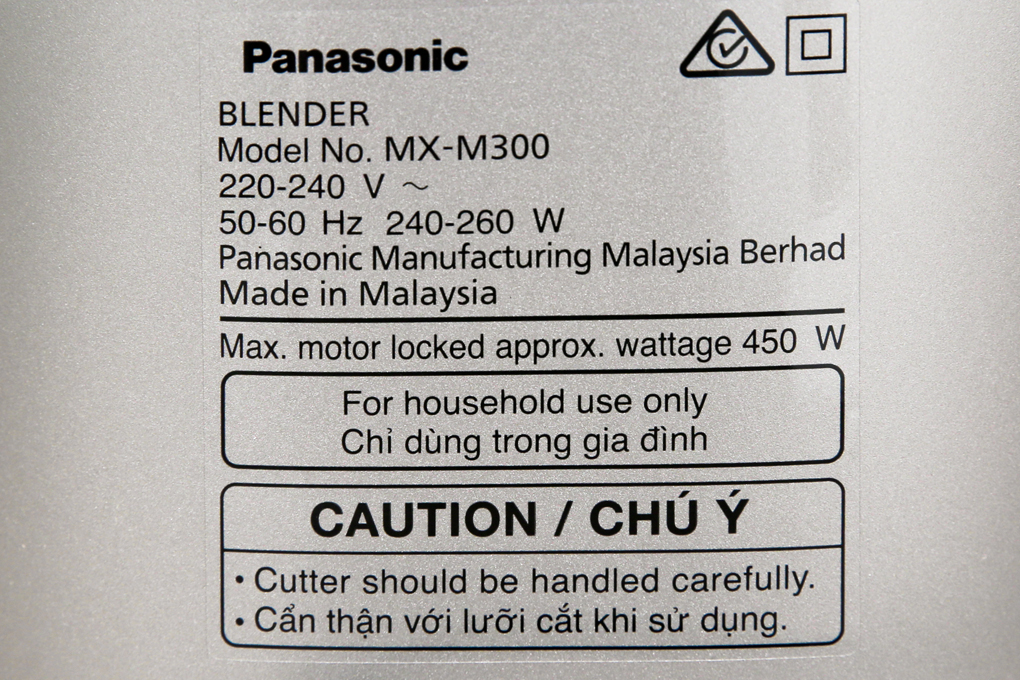 Panasonic
BLENDER
Model No. MX-M300
220-240 V ~
50-60 Hz 240-260 W
Panasonic Manufacturing Malaysia Berhad
Made in Malaysia
Max. motor locked approx. wattage 450 W
For household use only
Chỉ dùng trong gia đình
CAUTION / CHÚ Ý
• Cutter should be handled carefully.
• Cẩn thận với lưỡi cắt khi sử dụng.